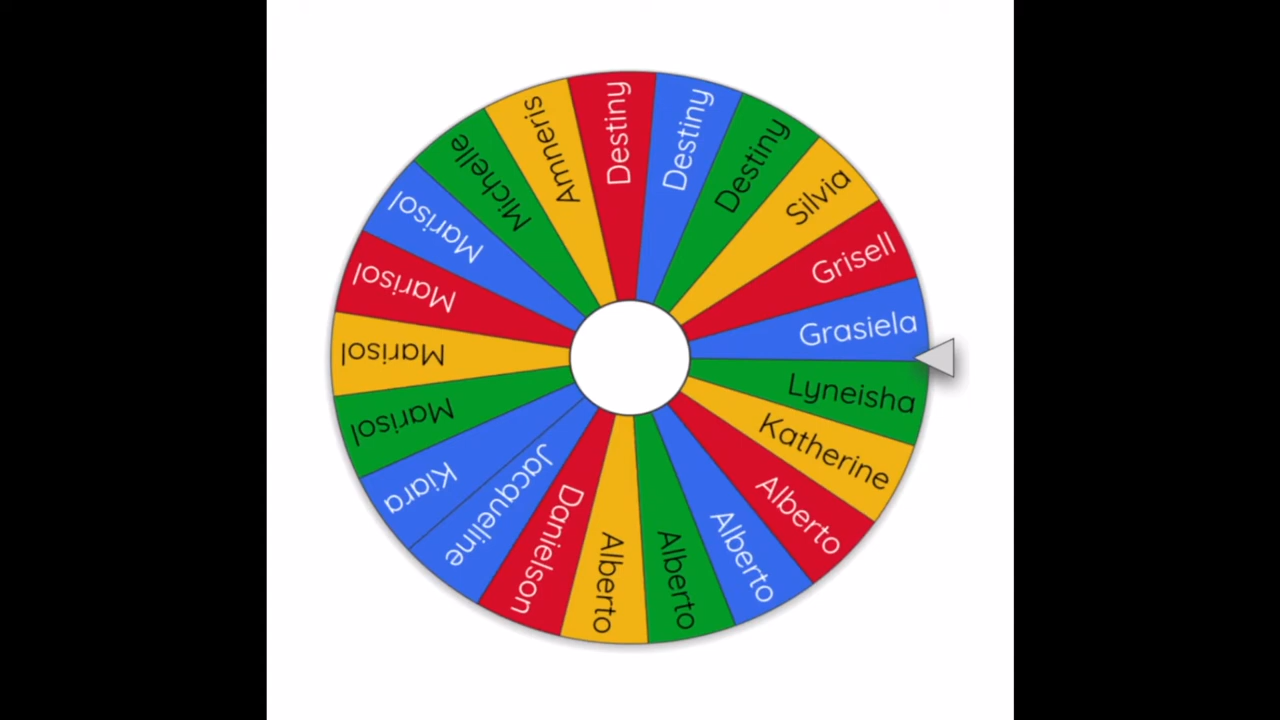 Destiny
Destiny
Destiny
Silvia
Grisell
Grasiela
Lyneisha
Katherine
Alberto
Alberto
Alberto
Alberto
Danielson
Jacqueline
Kiara
Marisol
Marisol
Marisol
Marisol
Michelle
Amneris